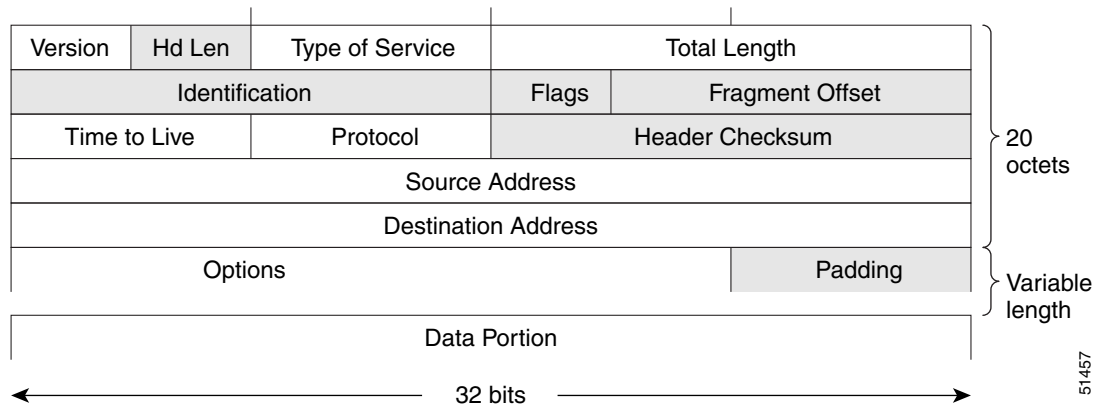 Version Hd Len Type of Service Total Length
Identification Flags Fragment Offset
Time to Live Protocol Header Checksum
20
octets
Source Address
Destination Address
Options Padding
Variable
length
Data Portion
32 bits
51457